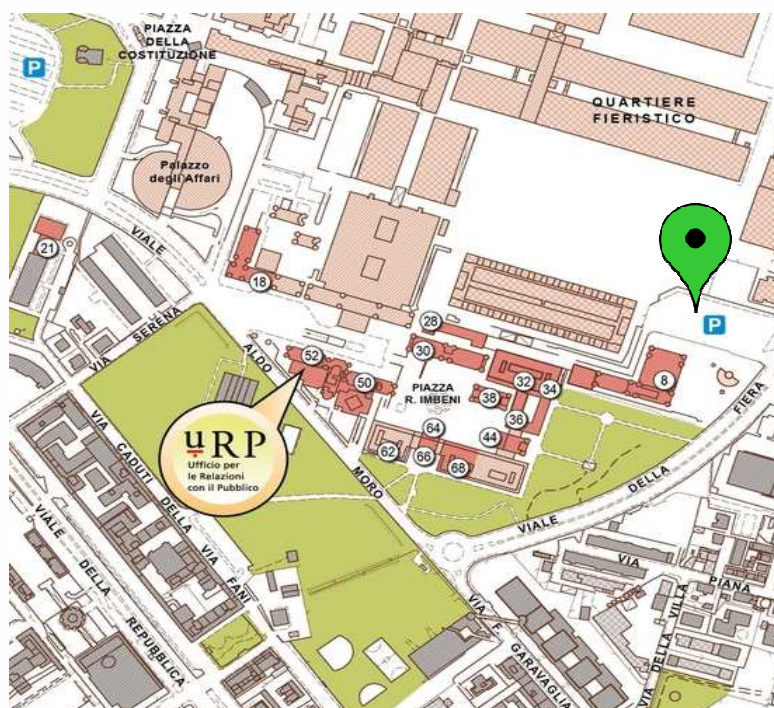 PIAZZA
DELLA
COSTITUZIONE
P
QUARTIERE
FIERISTICO
Palazzo
degli Affari
21
VIALE
18
P
28
VIA SERENA
ALDO
52
30
32
34
8
50
PIAZZA
R. IMBENI
38
FIERA
36
64
44
uRP
Ufficio per
le Relazioni
con il Pubblico
62
66
68
MORO
DELLA
VIALE
VIA CADUTI DELLA VIA FANI
VIALE DELLA REPUBBLICA
VIA
PIANA
VIA F. GARAVAGLIA
VIA DELLA VILLA